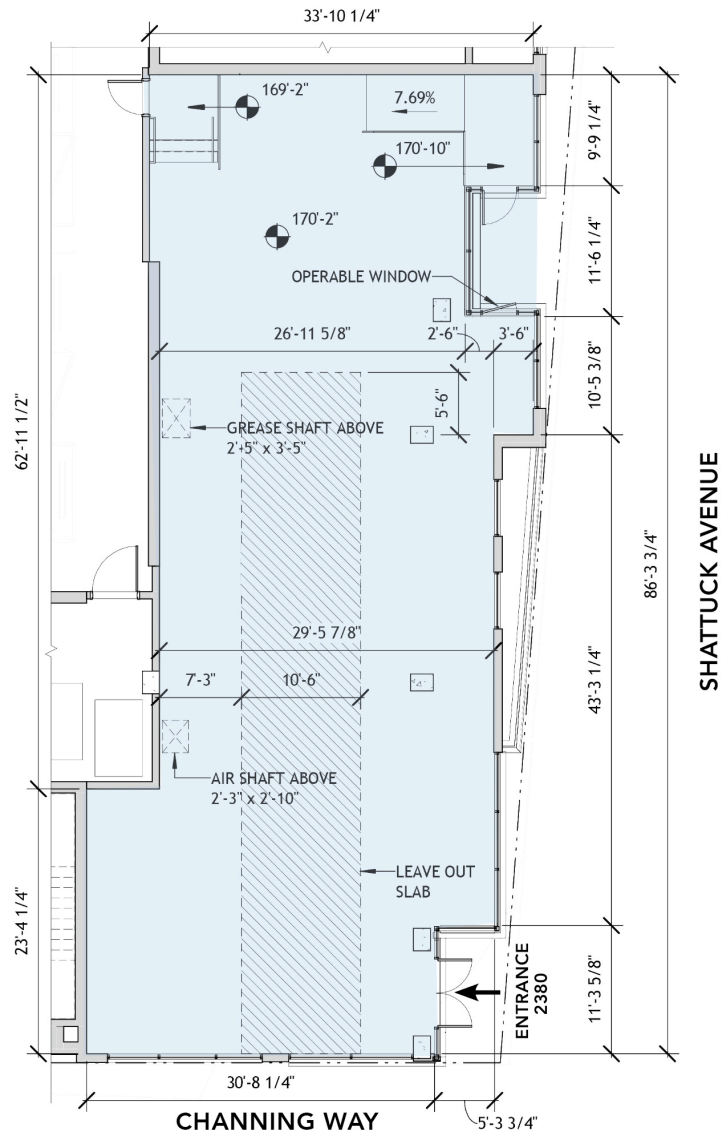 33'-10 1/4"
169'-2"
7.69%
170'-10"
9'-9 1/4"
170'-2"
11'-6 1/4"
OPERABLE WINDOW
26'-11 5/8"
2'-6"
3'-6"
10'-5 3/8"
5'-6"
GREASE SHAFT ABOVE
2'-5" x 3'-5"
62'-11 1/2"
86'-3 3/4"
SHATTUCK AVENUE
29'-5 7/8"
7'-3"
10'-6"
43'-3 1/4"
AIR SHAFT ABOVE
2'-3" x 2'-10"
LEAVE OUT
SLAB
23'-4 1/4"
ENTRANCE
2380
11'-3 5/8"
30'-8 1/4"
CHANNING WAY
5'-3 3/4"